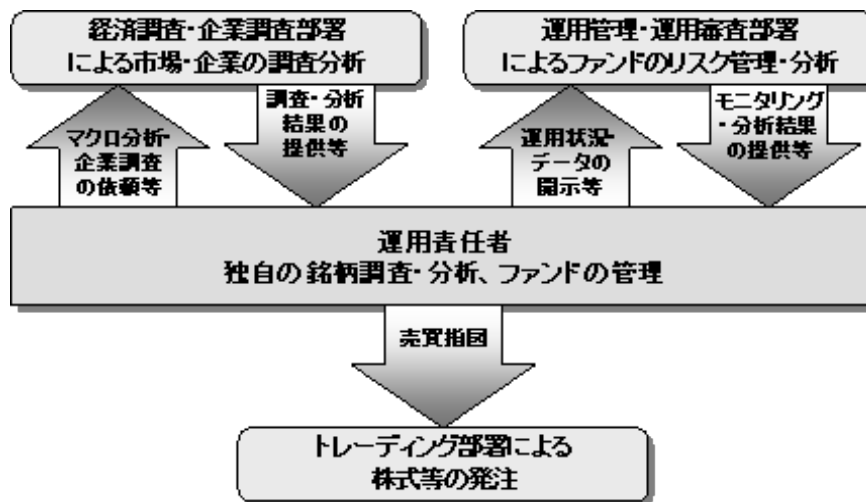 経済調査・企業調査部署
による市場・企業の調査分析
運用管理・運用審査部署
によるファンドのリスク管理・分析
マクロ分析・
企業調査
の依頼等
調査・分析
結果の
提供等
運用状況・
データの
開示等
モニタリング
・分析結果
の提供等
運用責任者
独自の銘柄調査・分析、ファンドの管理
売買指図
トレーディング部署による
株式等の発注